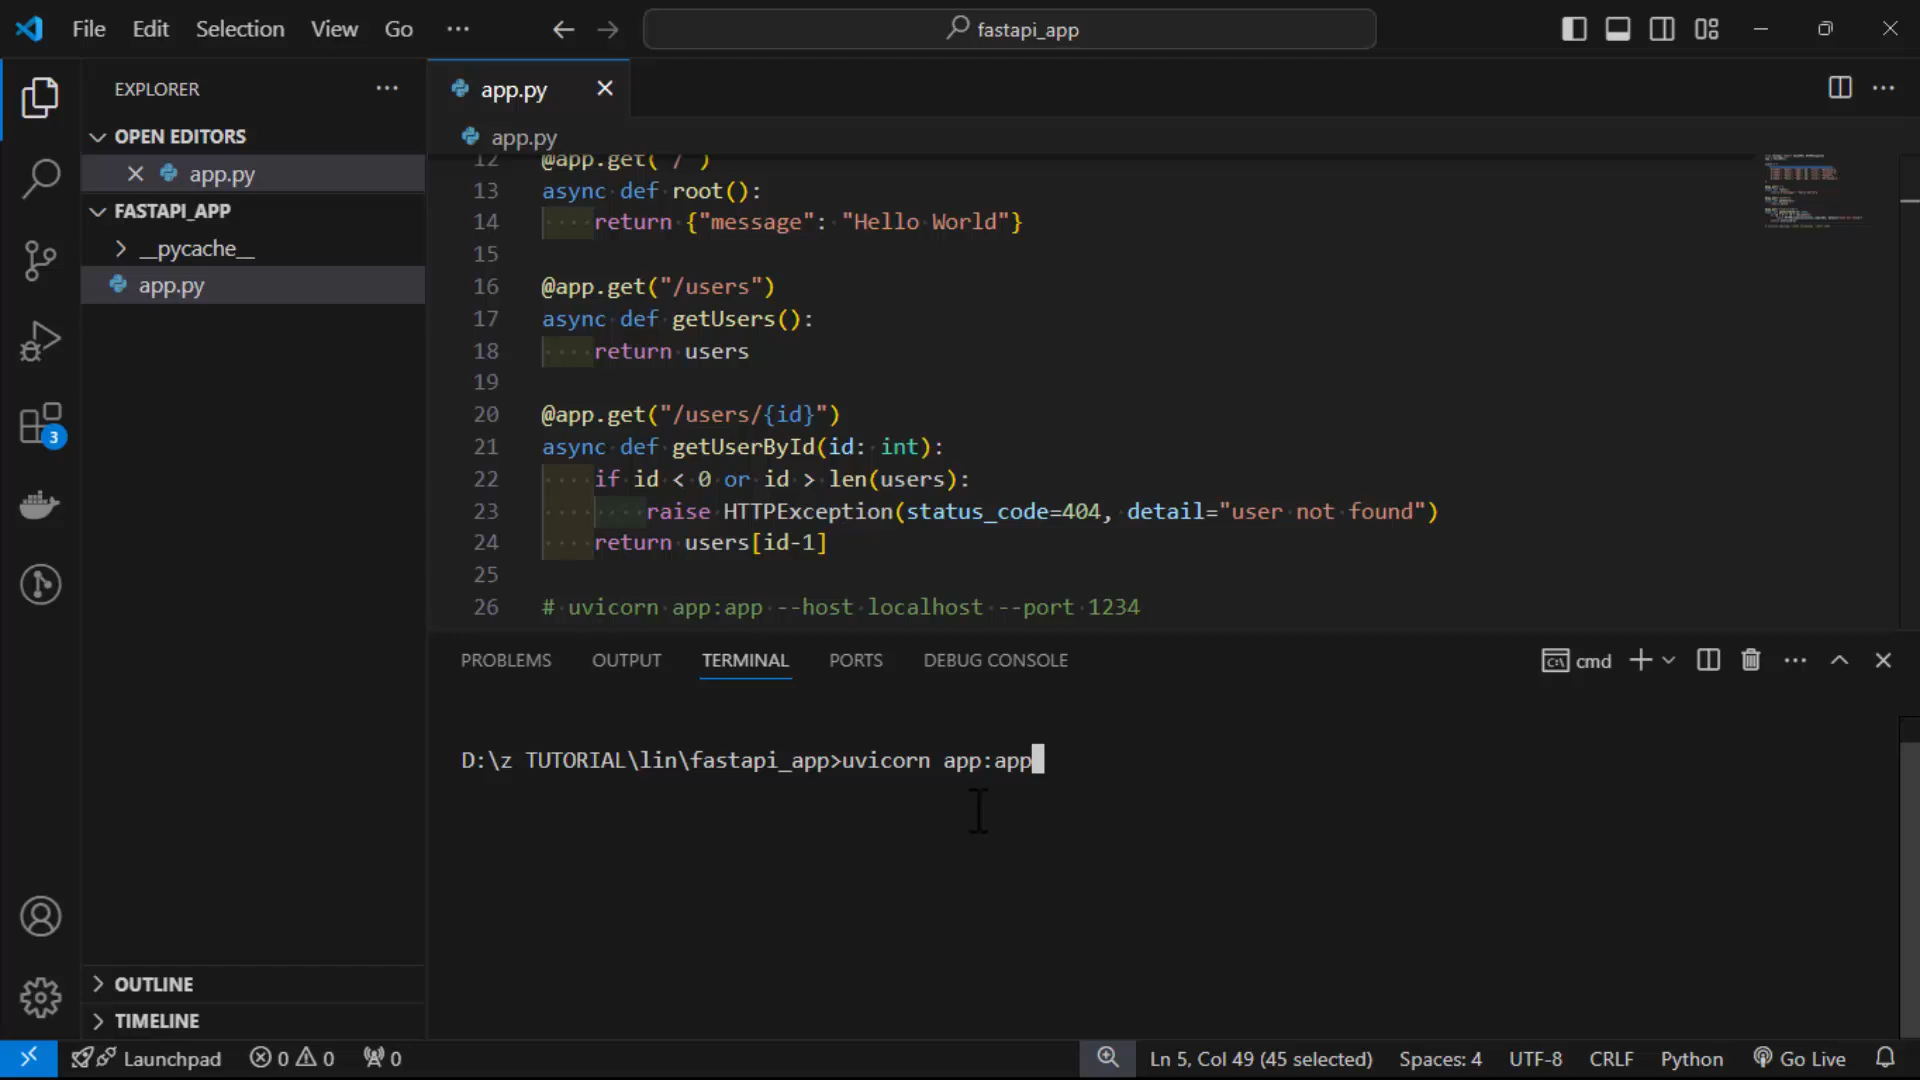 File Edit Selection View Go ··· fastapi_app
EXPLORER
OPEN EDITORS
app.py
FASTAPI_APP
__pycache__
app.py
OUTLINE
TIMELINE
app.py
app.py
12 @app.get("/")
13 async def root():
14 return {"message": "Hello World"}
15
16 @app.get("/users")
17 async def getUsers():
18 return users
19
20 @app.get("/users/{id}")
21 async def getUserById(id: int):
22 if id < 0 or id > len(users):
23 raise HTTPException(status_code=404, detail="user not found")
24 return users[id-1]
25
26 # uvicorn app:app --host localhost --port 1234
PROBLEMS OUTPUT TERMINAL PORTS DEBUG CONSOLE cmd
D:\z TUTORIAL\lin\fastapi_app>uvicorn app:app
3
Launchpad 0 0 0 Ln 5, Col 49 (45 selected) Spaces: 4 UTF-8 CRLF Python Go Live